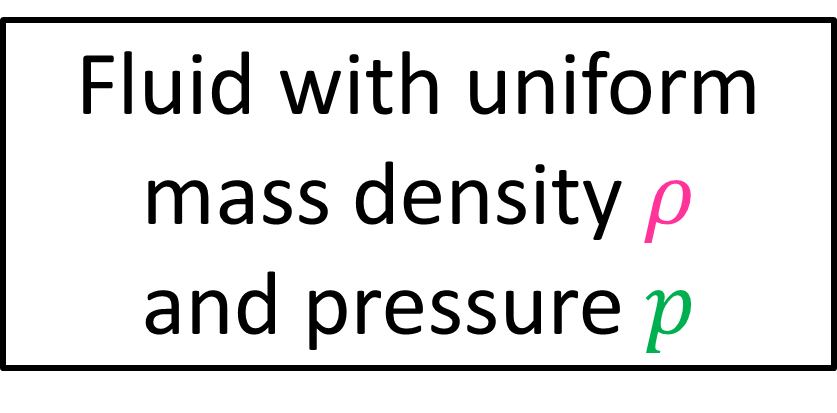 Fluid with uniform
mass density ρ
and pressure p